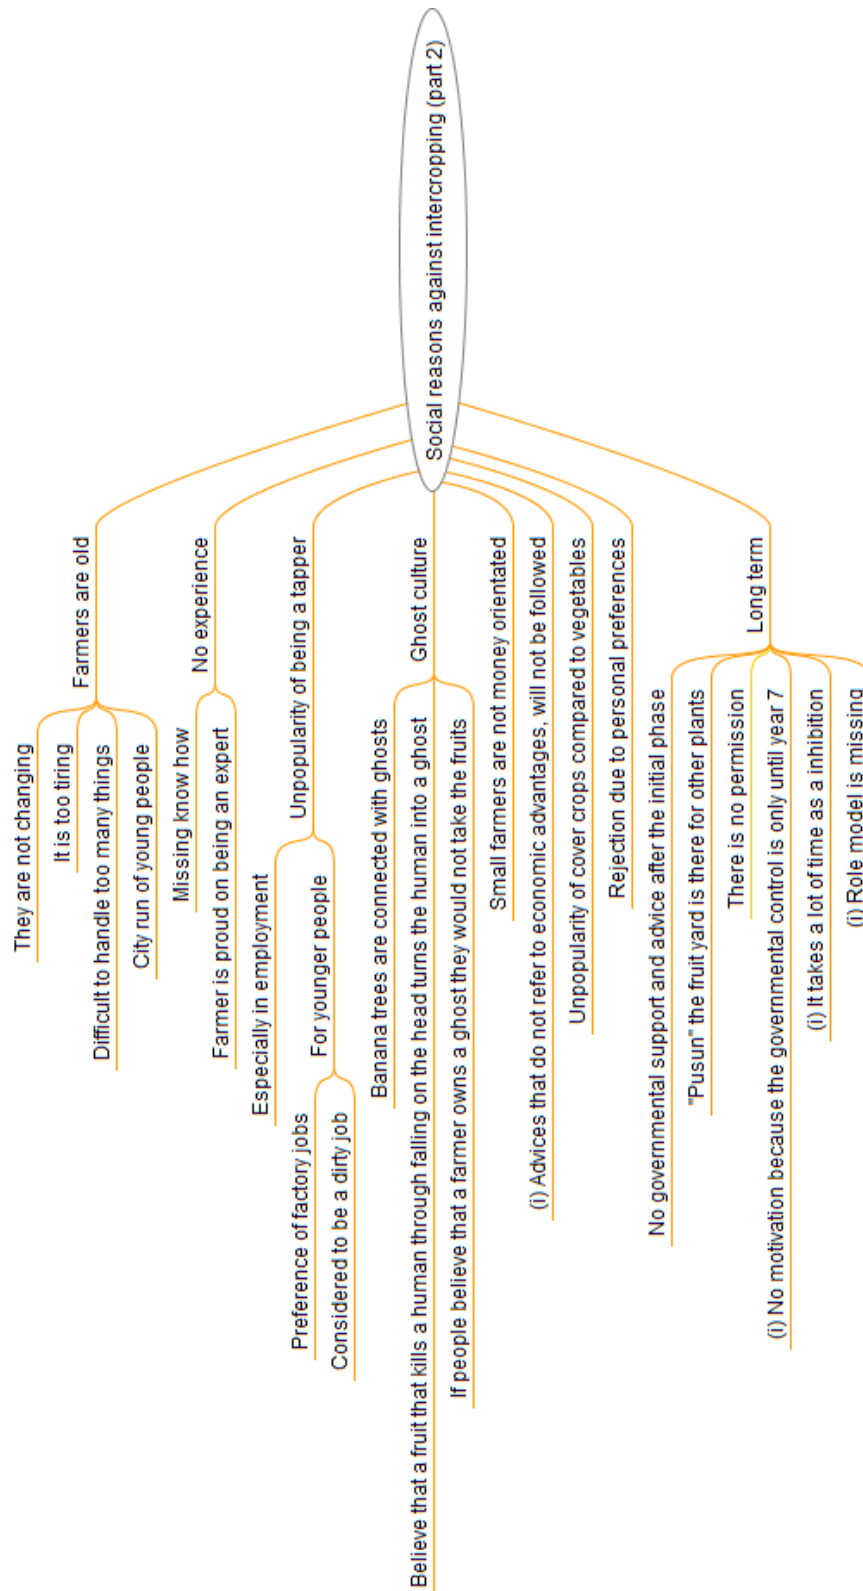 Social reasons against intercropping (part 2)
Farmers are old
They are not changing
It is too tiring
Difficult to handle too many things
City run of young people
No experience
Missing know how
Farmer is proud on being an expert
Unpopularity of being a tapper
Especially in employment
For younger people
Preference of factory jobs
Considered to be a dirty job
Ghost culture
Banana trees are connected with ghosts
Believe that a fruit that kills a human through falling on the head turns the human into a ghost
If people believe that a farmer owns a ghost they would not take the fruits
Small farmers are not money orientated
(i) Advices that do not refer to economic advantages, will not be followed
Unpopularity of cover crops compared to vegetables
Rejection due to personal preferences
Long term
No governmental support and advice after the initial phase
"Pusun" the fruit yard is there for other plants
There is no permission
(i) No motivation because the governmental control is only until year 7
(i) It takes a lot of time as a inhibition
(i) Role model is missing